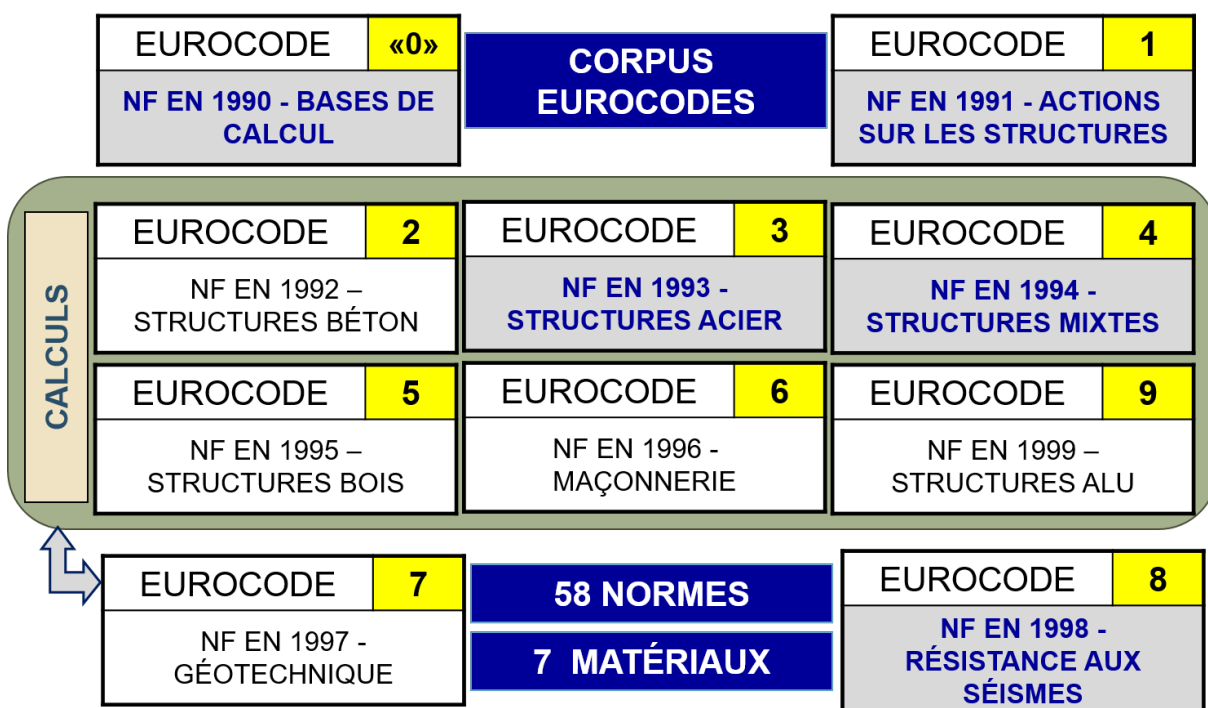 EUROCODE «0»
NF EN 1990 - BASES DE
CALCUL
CORPUS
EUROCODES
EUROCODE 1
NF EN 1991 - ACTIONS
SUR LES STRUCTURES
CALCULS
EUROCODE 2
NF EN 1992 –
STRUCTURES BÉTON
EUROCODE 3
NF EN 1993 -
STRUCTURES ACIER
EUROCODE 4
NF EN 1994 -
STRUCTURES MIXTES
EUROCODE 5
NF EN 1995 –
STRUCTURES BOIS
EUROCODE 6
NF EN 1996 -
MAÇONNERIE
EUROCODE 9
NF EN 1999 –
STRUCTURES ALU
EUROCODE 7
NF EN 1997 -
GÉOTECHNIQUE
58 NORMES
7 MATÉRIAUX
EUROCODE 8
NF EN 1998 -
RÉSISTANCE AUX
SÉISMES